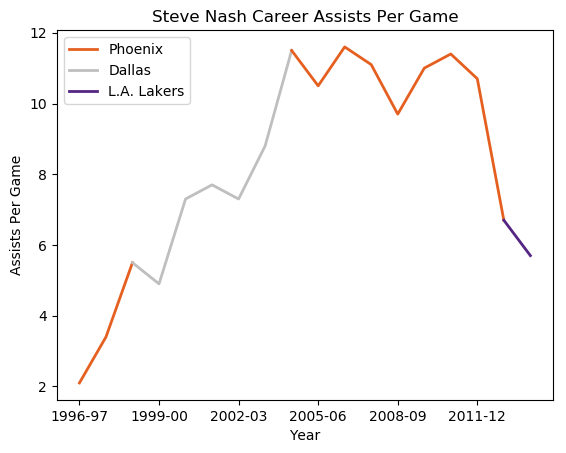 Steve Nash Career Assists Per Game
12
10
8
6
4
2
Assists Per Game
Phoenix
Dallas
L.A. Lakers
1996-97 1999-00 2002-03 2005-06 2008-09 2011-12
Year